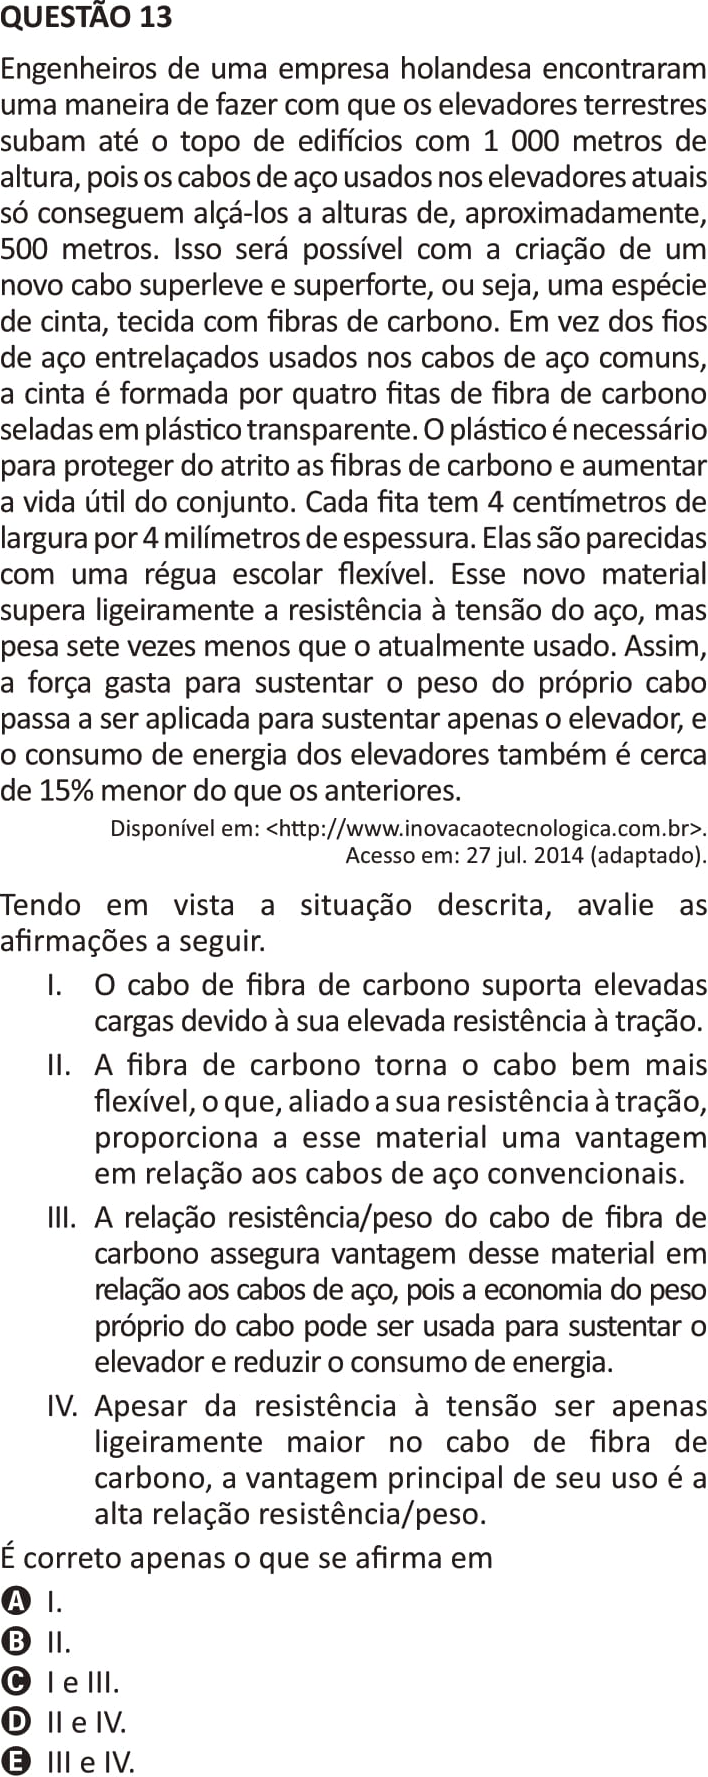 QUESTÃO 13
Engenheiros de uma empresa holandesa encontraram
uma maneira de fazer com que os elevadores terrestres
subam até o topo de edifícios com 1 000 metros de
altura, pois os cabos de aço usados nos elevadores atuais
só conseguem alçá-los a alturas de, aproximadamente,
500 metros. Isso será possível com a criação de um
novo cabo superleve e superforte, ou seja, uma espécie
de cinta, tecida com fibras de carbono. Em vez dos fios
de aço entrelaçados usados nos cabos de aço comuns,
a cinta é formada por quatro fitas de fibra de carbono
seladas em plástico transparente. O plástico é necessário
para proteger do atrito as fibras de carbono e aumentar
a vida útil do conjunto. Cada fita tem 4 centímetros de
largura por 4 milímetros de espessura. Elas são parecidas
com uma régua escolar flexível. Esse novo material
supera ligeiramente a resistência à tensão do aço, mas
pesa sete vezes menos que o atualmente usado. Assim,
a força gasta para sustentar o peso do próprio cabo
passa a ser aplicada para sustentar apenas o elevador, e
o consumo de energia dos elevadores também é cerca
de 15% menor do que os anteriores.
Disponível em: <http://www.inovacaotecnologica.com.br>.
Acesso em: 27 jul. 2014 (adaptado).
Tendo em vista a situação descrita, avalie as
afirmações a seguir.
I. O cabo de fibra de carbono suporta elevadas
cargas devido à sua elevada resistência à tração.
II. A fibra de carbono torna o cabo bem mais
flexível, o que, aliado a sua resistência à tração,
proporciona a esse material uma vantagem
em relação aos cabos de aço convencionais.
III. A relação resistência/peso do cabo de fibra de
carbono assegura vantagem desse material em
relação aos cabos de aço, pois a economia do peso
próprio do cabo pode ser usada para sustentar o
elevador e reduzir o consumo de energia.
IV. Apesar da resistência à tensão ser apenas
ligeiramente maior no cabo de fibra de
carbono, a vantagem principal de seu uso é a
alta relação resistência/peso.
É correto apenas o que se afirma em
A I.
B II.
C I e III.
D II e IV.
E III e IV.